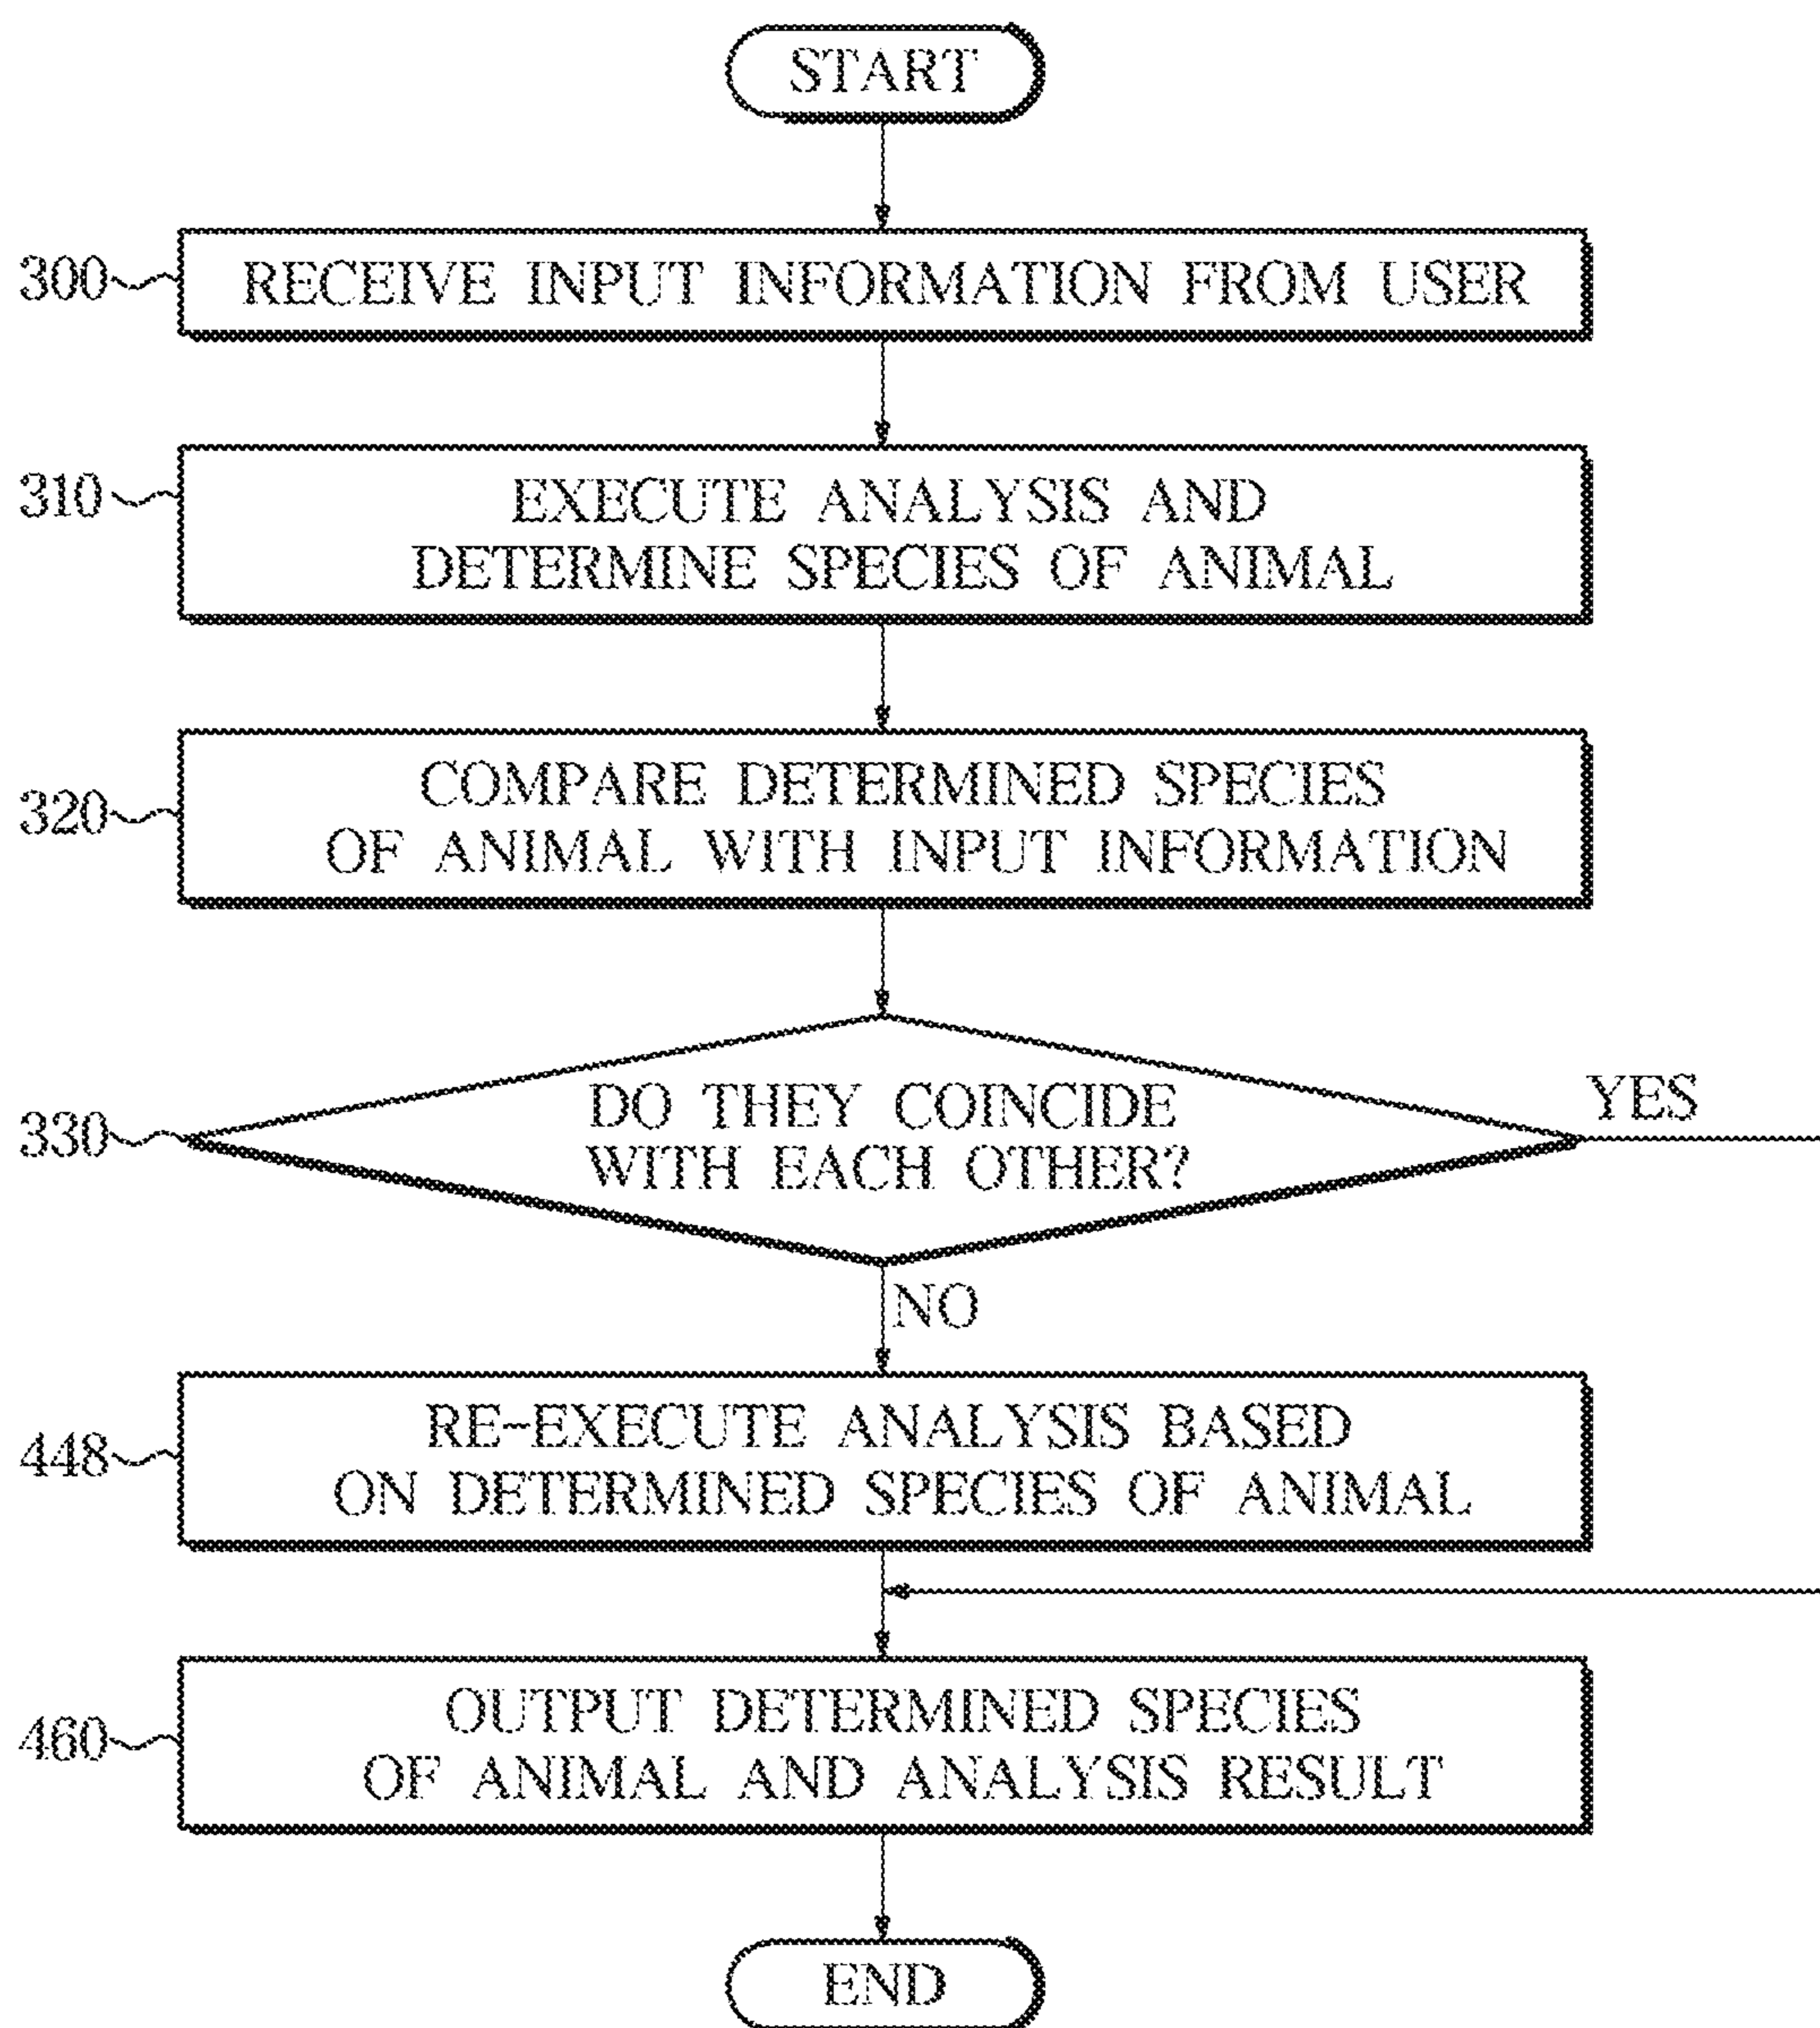 START
300
RECEIVE INPUT INFORMATION FROM USER
310
EXECUTE ANALYSIS AND
DETERMINE SPECIES OF ANIMAL
320
COMPARE DETERMINED SPECIES
OF ANIMAL WITH INPUT INFORMATION
330
DO THEY COINCIDE
WITH EACH OTHER?
YES
NO
448
RE-EXECUTE ANALYSIS BASED
ON DETERMINED SPECIES OF ANIMAL
460
OUTPUT DETERMINED SPECIES
OF ANIMAL AND ANALYSIS RESULT
END